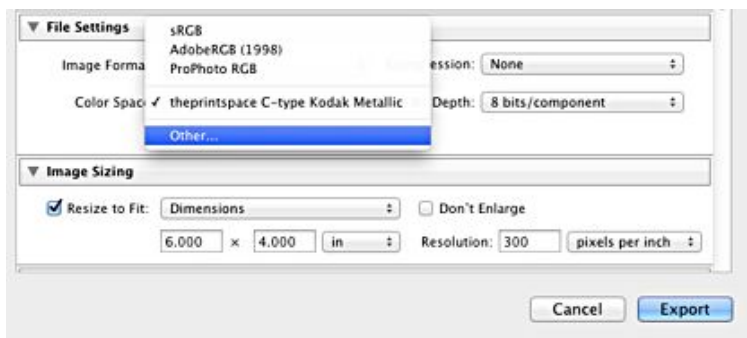 ▼ File Settings
sRGB
AdobeRGB (1998)
ProPhoto RGB
Image Forma
ession: None
Color Spac ✓ theprintspace C-type Kodak Metallic
Depth: 8 bits/component
Other...
▼ Image Sizing
Resize to Fit: Dimensions
Don't Enlarge
6.000 × 4.000 in
Resolution: 300 pixels per inch
Cancel
Export